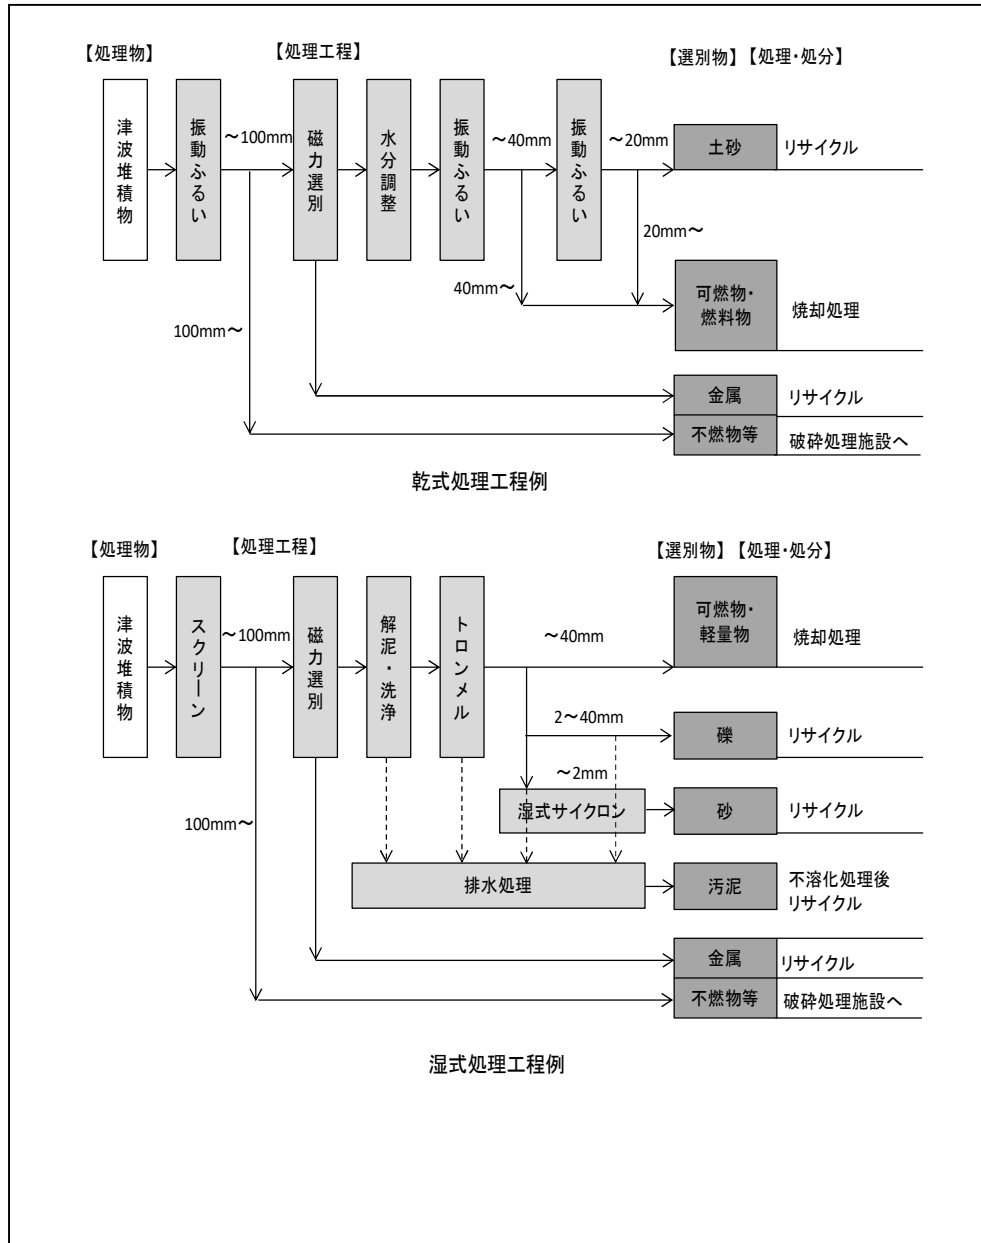 【処理物】
【処理工程】
【選別物】【処理・処分】
津波堆積物
振動ふるい
～100mm
磁力選別
水分調整
振動ふるい
～40mm
振動ふるい
～20mm
土砂
リサイクル
20mm～
40mm～
可燃物・
燃料物
焼却処理
100mm～
金属
リサイクル
不燃物等
破砕処理施設へ
乾式処理工程例
【処理物】
【処理工程】
【選別物】【処理・処分】
津波堆積物
スクリーン
～100mm
磁力選別
解泥・洗浄
トロンメル
～40mm
可燃物・
軽量物
焼却処理
2～40mm
礫
リサイクル
～2mm
湿式サイクロン
砂
リサイクル
100mm～
排水処理
汚泥
不溶化処理後
リサイクル
金属
リサイクル
不燃物等
破砕処理施設へ
湿式処理工程例